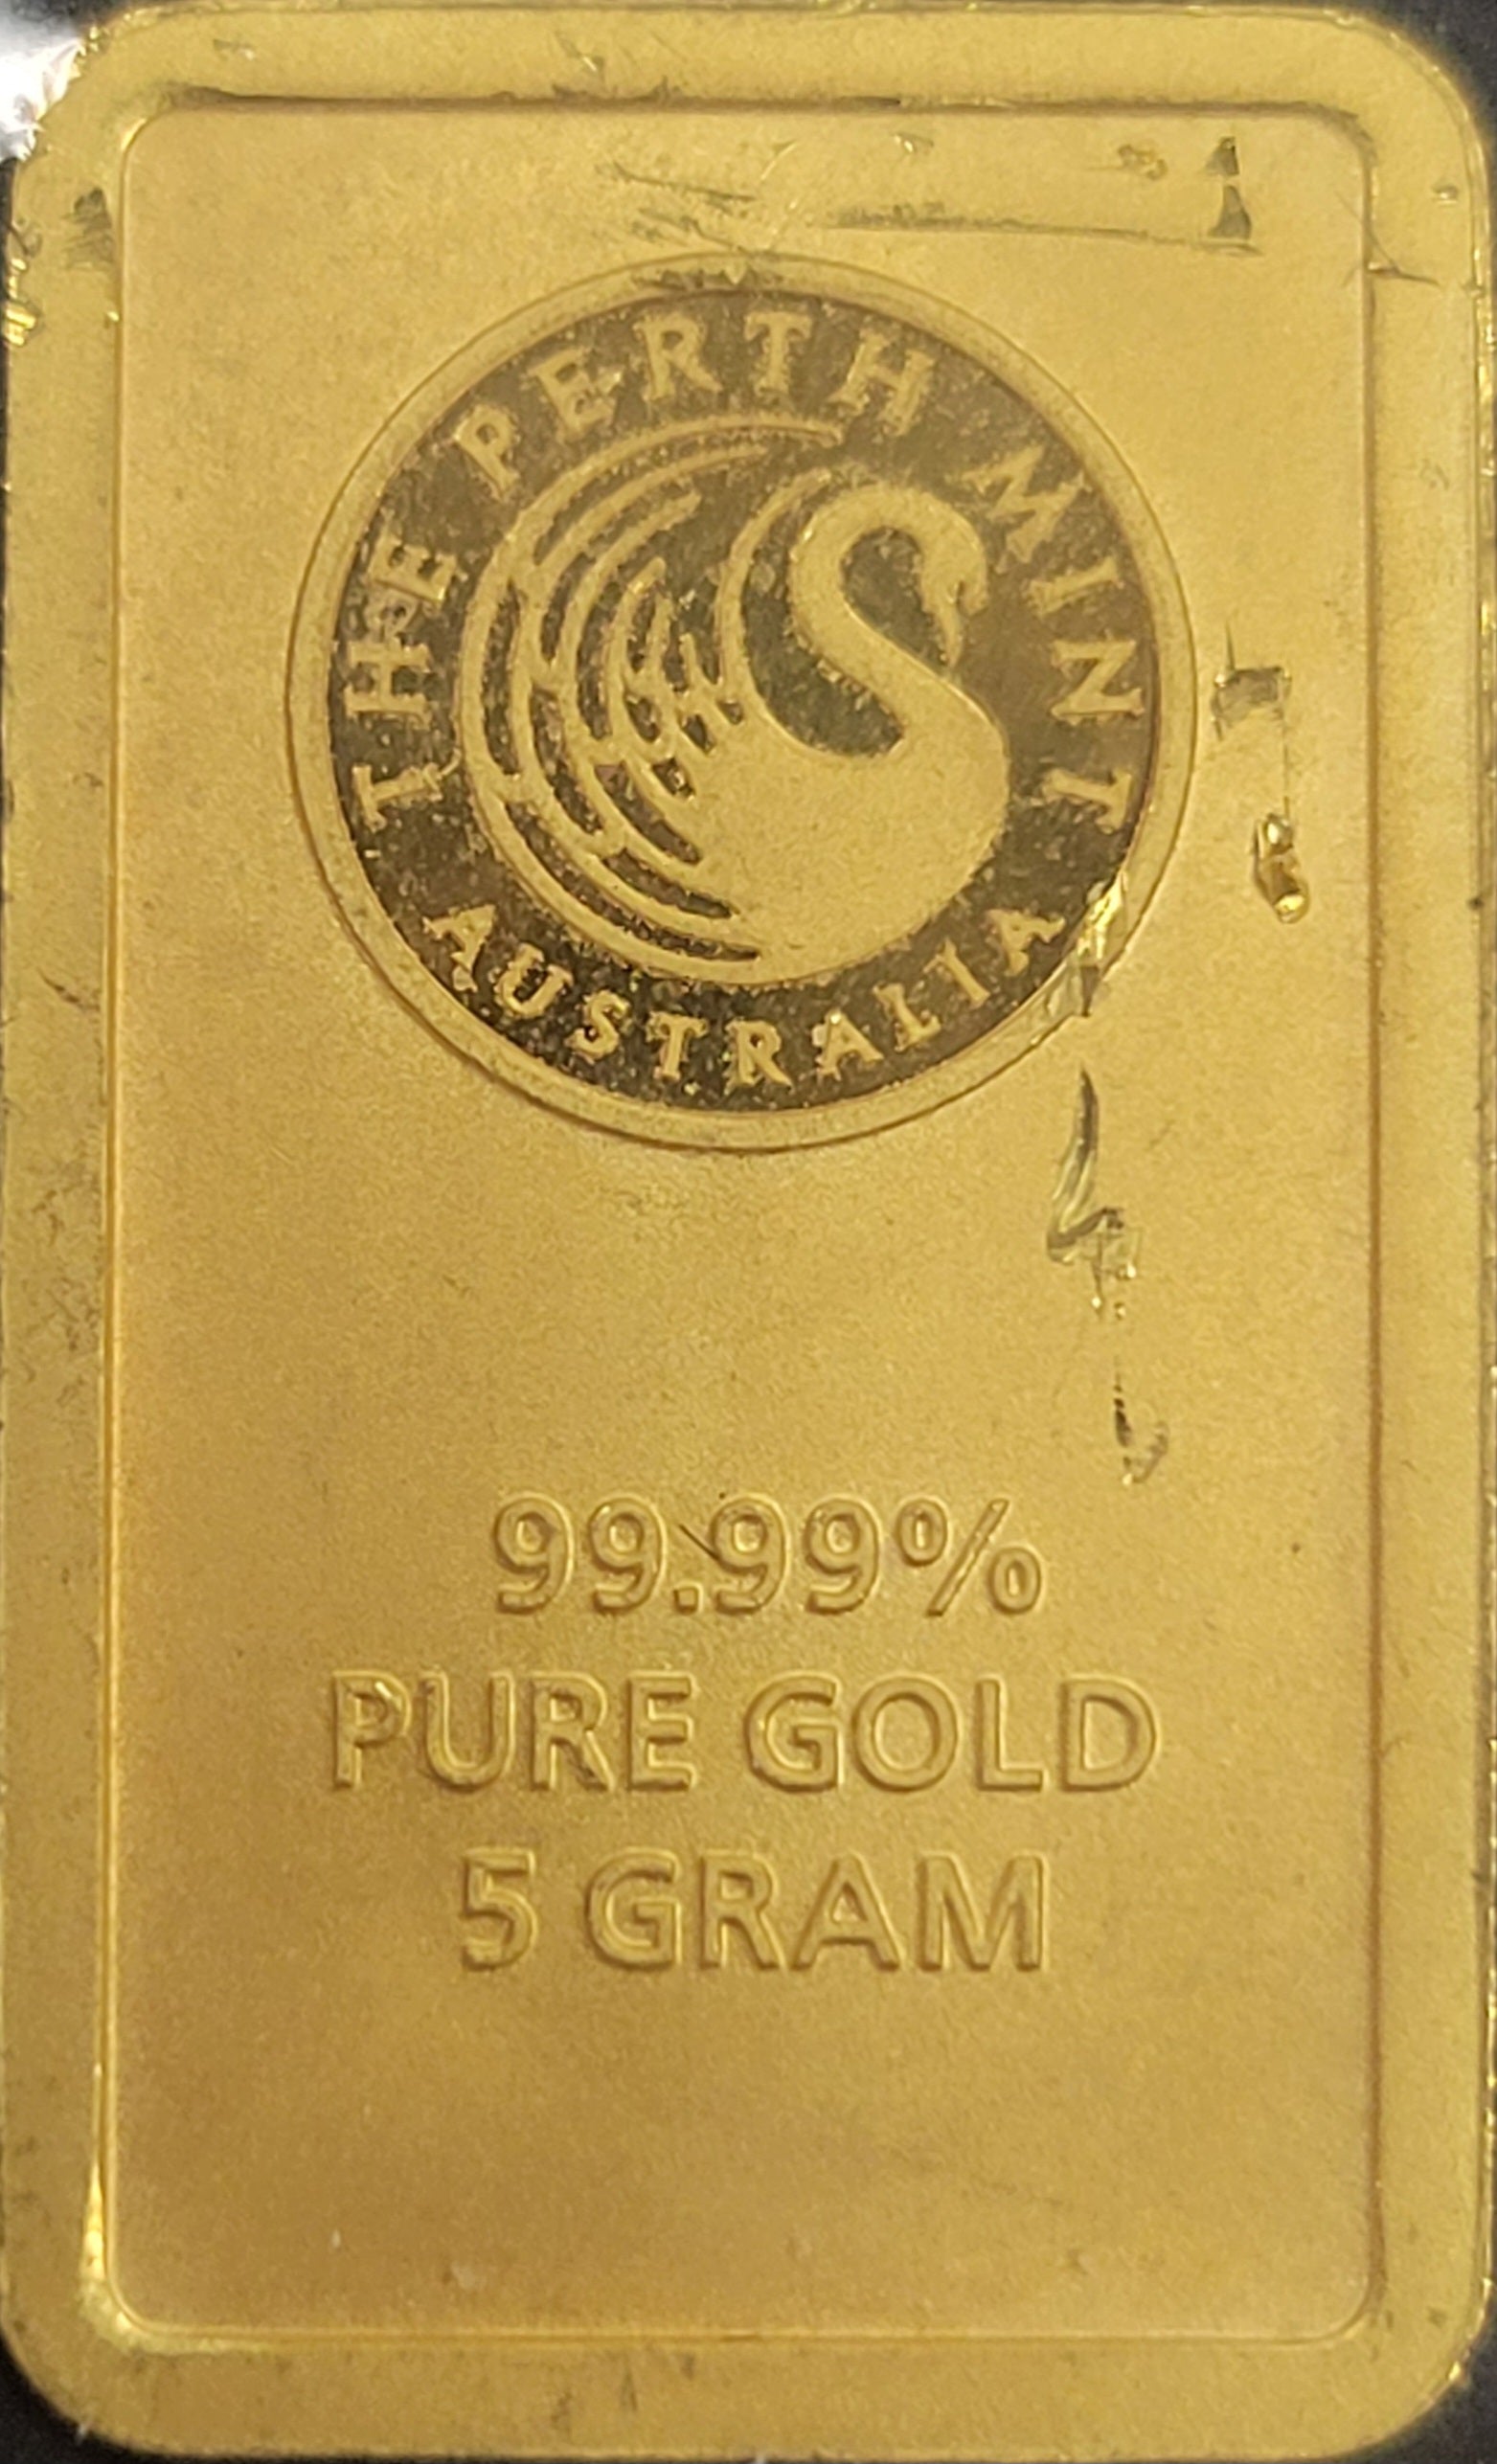 THE PERTH MINT
AUSTRALIA
99.99%
PURE GOLD
5 GRAM